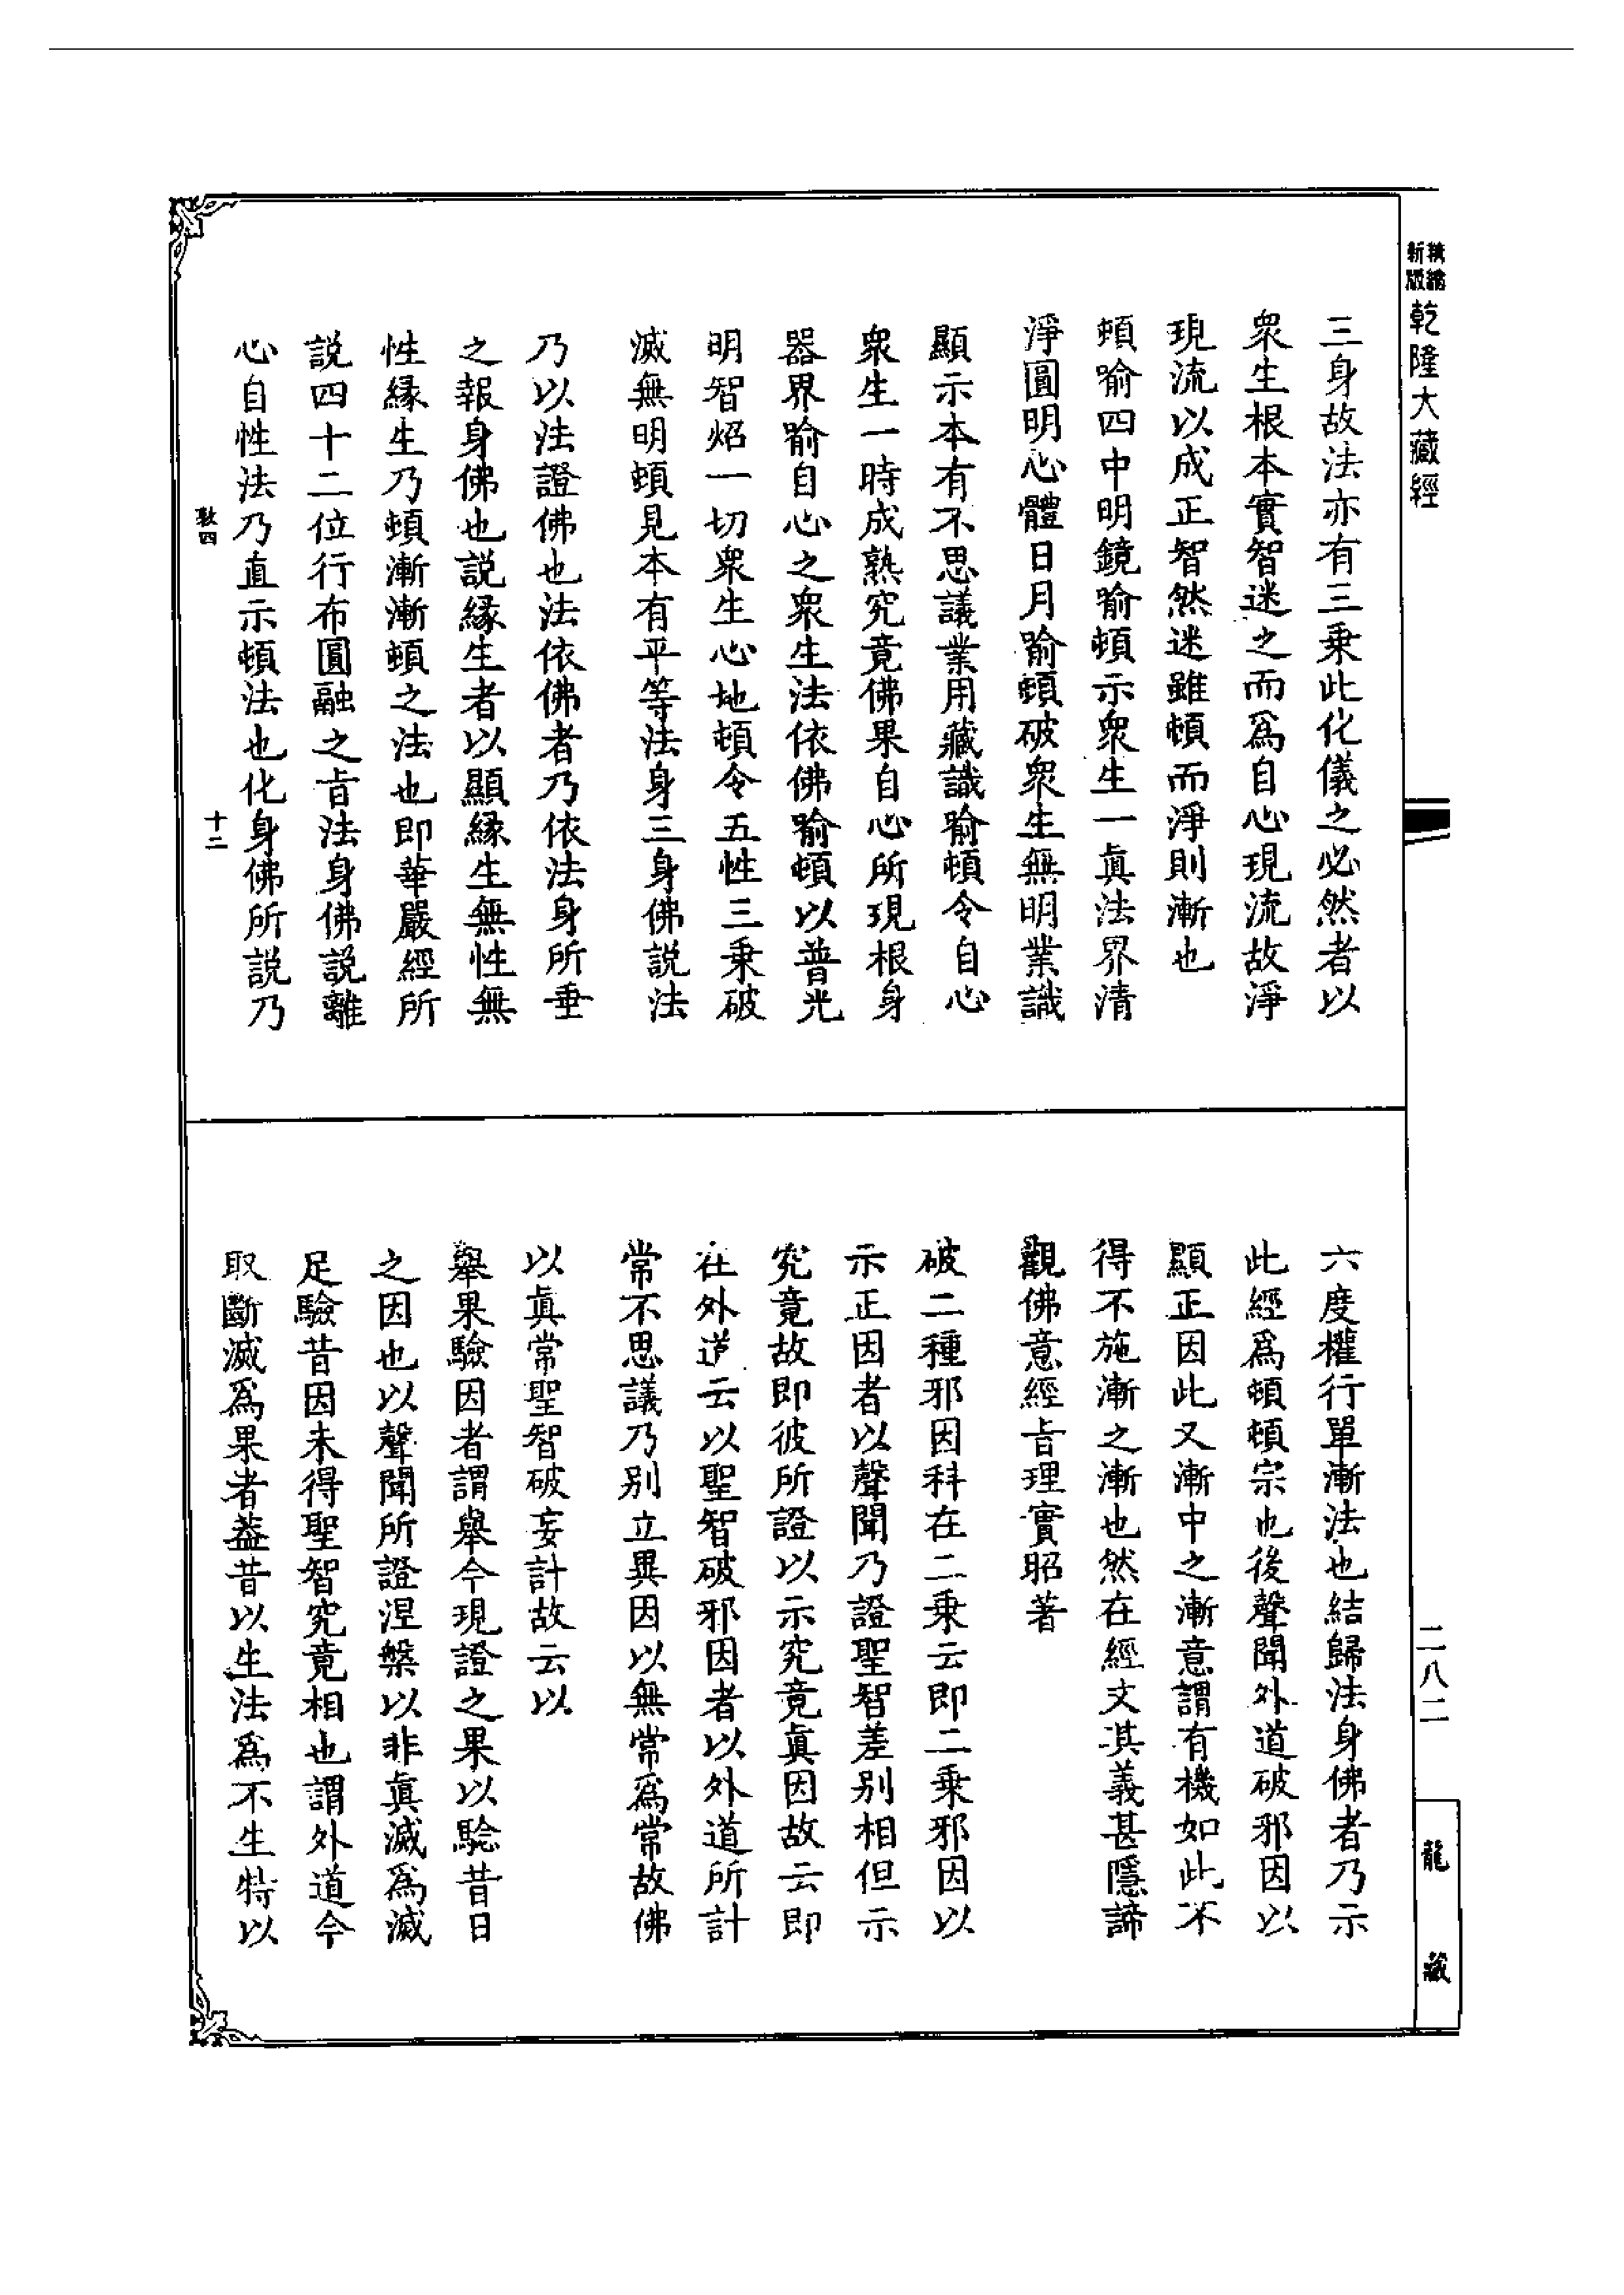 精縮
新版
乾隆大藏經
三身故法亦有三乗此化儀之必然者以
衆生根本實智迷之而爲自心現流故淨
現流以成正智然迷雖頓而淨則漸也
頓喻四中明鏡喻頓示衆生一眞法界清
淨圓明心體日月喻頓破衆生無明業識
顯示本有不思議業用藏識喻頓令自心
衆生一時成熟究竟佛果自心所現根身
器界喻自心之衆生法依佛喻頓以普光
明智炤一切衆生心地頓令五性三乗破
滅無明頓見本有平等法身三身佛説法
乃以法證佛也法依佛者乃依法身所垂
之報身佛也説緣生者以顯緣生無性無
性緣生乃頓漸漸頓之法也即華嚴經所
説四十二位行布圓融之旨法身佛説離
心自性法乃直示頓法也化身佛所説乃
四
十二
六度權行單漸法也結歸法身佛者乃示
此經爲頓頓宗也後聲聞外道破邪因以
顯正因此又漸中之漸意謂有機如此不
得不施漸之漸也然在經文其義甚隱諦
觀佛意經旨理實昭著
破二種邪因科在二乗云即二乗邪因以
示正因者以聲聞乃證聖智差别相但示
究竟故即彼所證以示究竟眞因故云即
在外道云以聖智破邪因者以外道所計
常不思議乃别立異因以無常爲常故佛
以眞常聖智破妄計故云以
舉果驗因者謂舉今現證之果以驗昔日
之因也以聲聞所證涅槃以非眞滅爲滅
足驗昔因未得聖智究竟相也謂外道今
取斷滅爲果者葢昔以生法爲不生特以
二八二
龍藏